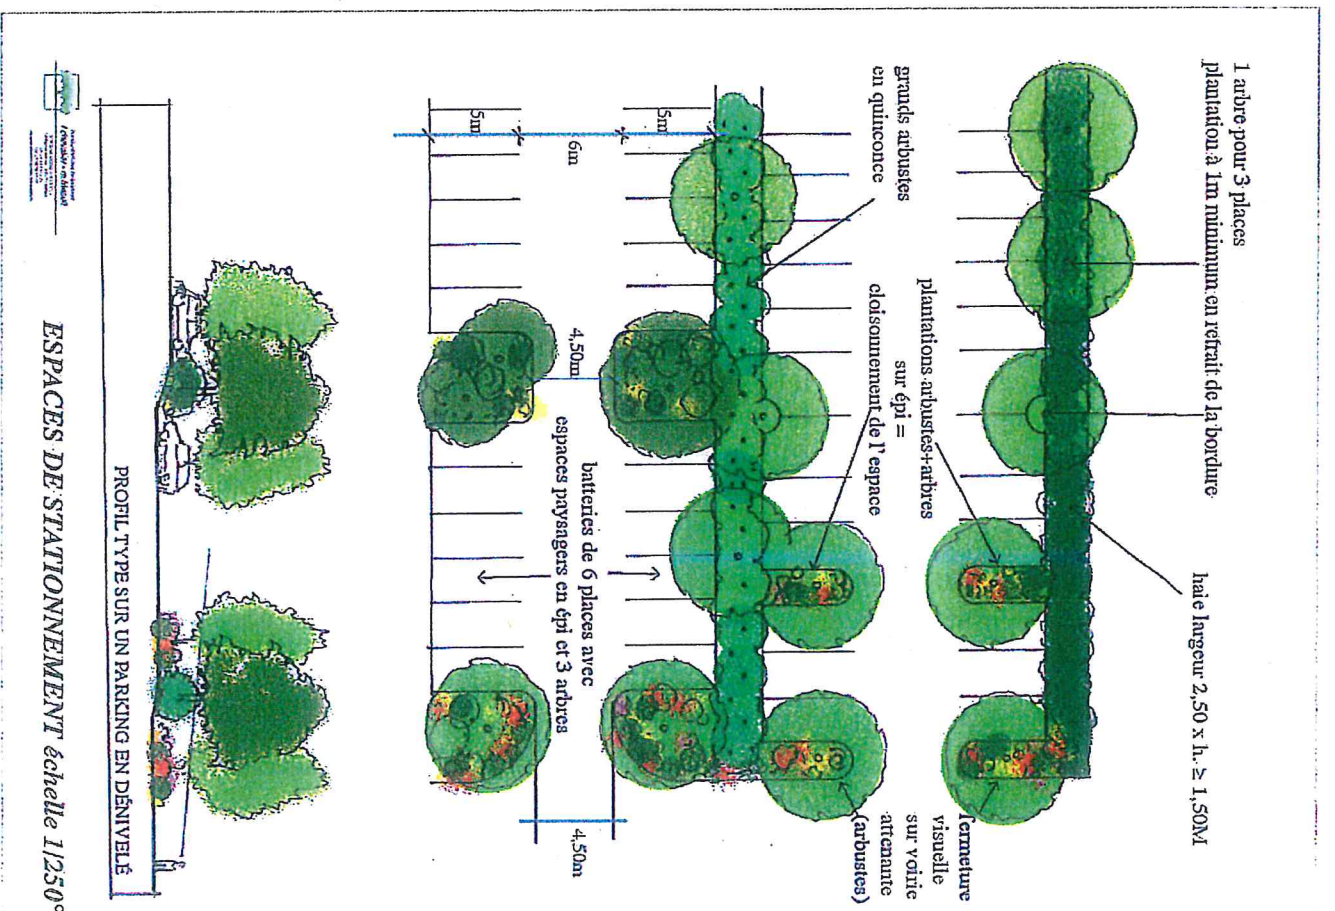 1 arbre pour 3 places
plantation à 1m minimum en retrait de la bordure
haie largeur 2,50 x h. ≥ 1,50M
plantations arbustes+arbres
sur épi =
cloisonnement de l'espace
fermeture
visuelle
sur voirie
attenante
(arbustes)
grands arbustes
en quinconce
5m
6m
5m
4,50m
batteries de 6 places avec
espaces paysagers en épi et 3 arbres
4,50m
PROFIL TYPE SUR UN PARKING EN DÉNIVELÉ
ESPACES DE STATIONNEMENT échelle 1/250°